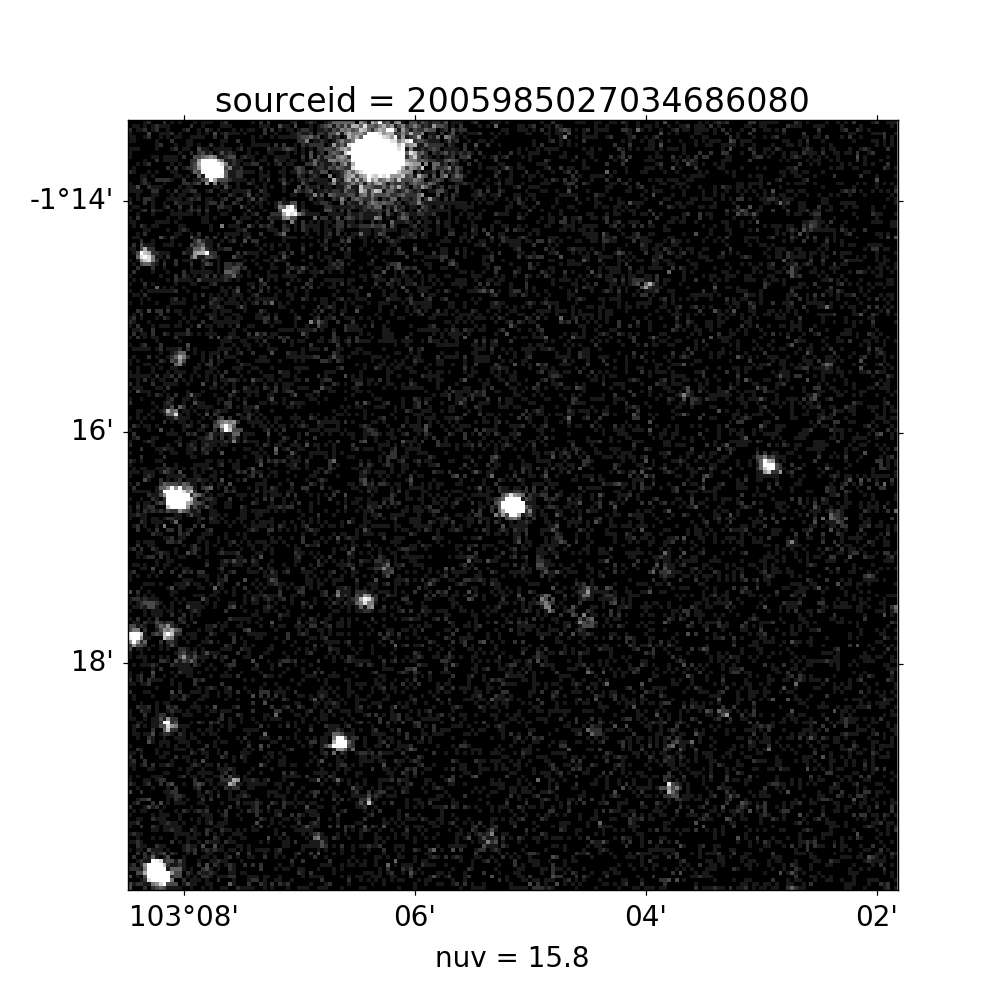 sourceid = 2005985027034686080
-1°14'
16'
18'
103°08' 06' 04' 02'
nuv = 15.8